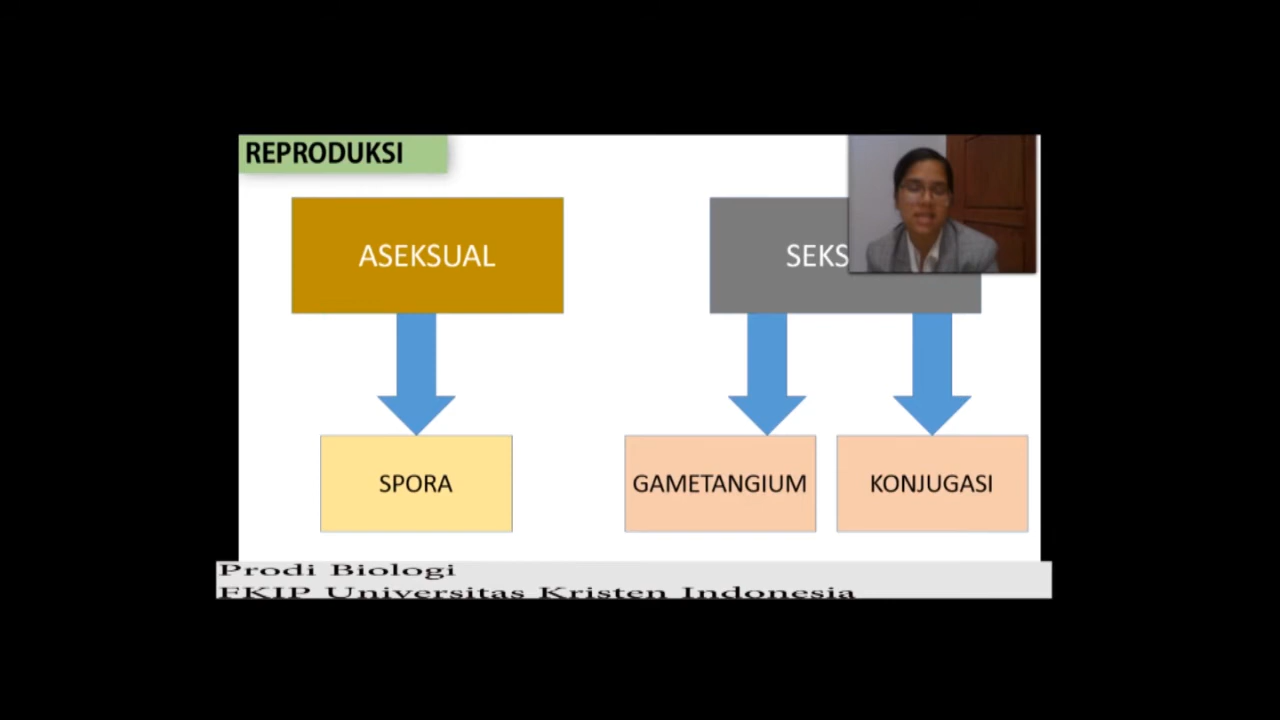 REPRODUKSI
ASEKSUAL
SEKS
SPORA
GAMETANGIUM
KONJUGASI
Prodi Biologi
FKIP Universitas Kristen Indonesia